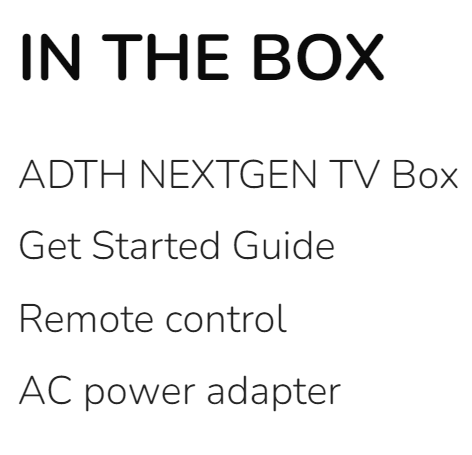 IN THE BOX
ADTH NEXTGEN TV Box
Get Started Guide
Remote control
AC power adapter